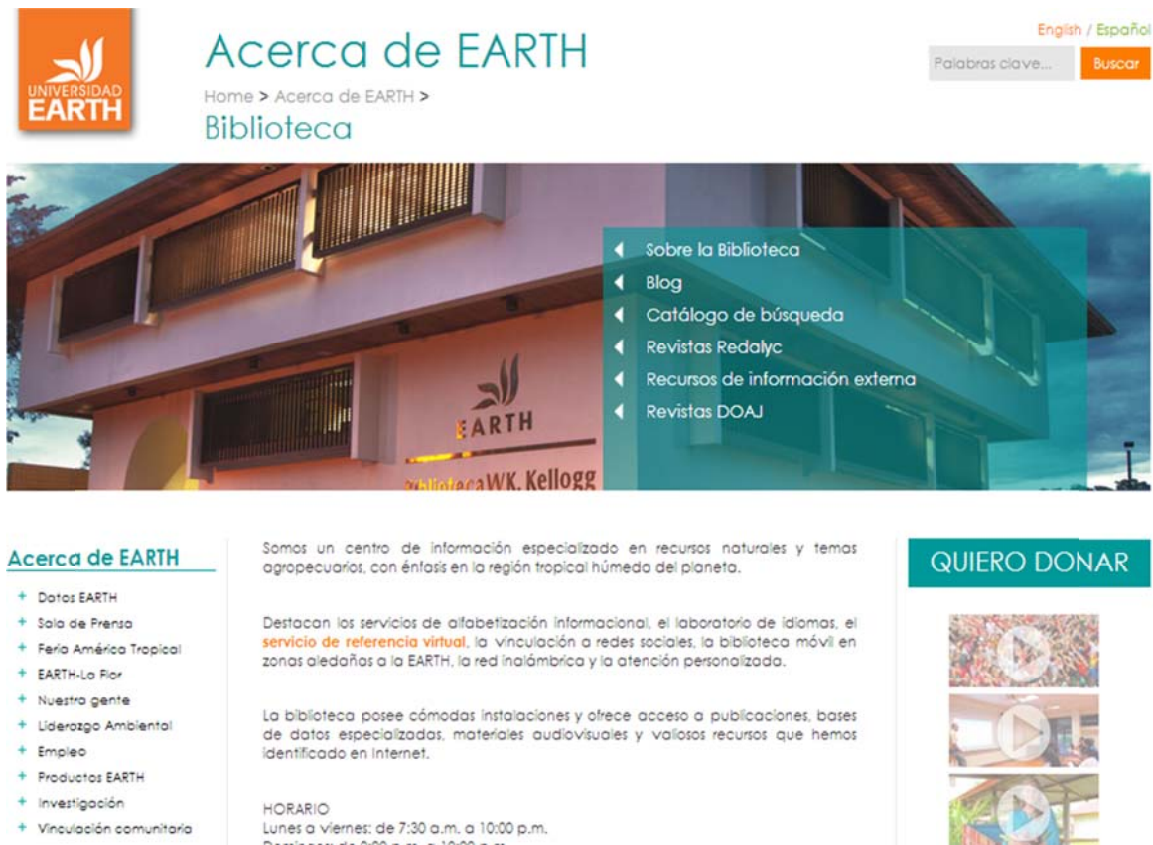 UNIVERSIDAD
EARTH
Acerca de EARTH
Home > Acerca de EARTH >
Biblioteca
English / Español
Palabras clave...
Buscar
Sobre la Biblioteca
Blog
Catálogo de búsqueda
Revistas Redalyc
Recursos de información externa
Revistas DOAJ
EARTH
Biblioteca WK. Kellogg
Acerca de EARTH
+ Datos EARTH
+ Sala de Prensa
+ Feria América Tropical
+ EARTH-La Flor
+ Nuestra gente
+ Liderazgo Ambiental
+ Empleo
+ Productos EARTH
+ Investigación
+ Vinculación comunitaria
Somos un centro de información especializado en recursos naturales y temas
agropecuarios, con énfasis en la región tropical húmedo del planeta.
Destacan los servicios de alfabetización informacional, el laboratorio de idiomas, el
servicio de referencia virtual, la vinculación a redes sociales, la biblioteca móvil en
zonas aledañas a la EARTH, la red inalámbrica y la atención personalizada.
La biblioteca posee cómodas instalaciones y ofrece acceso a publicaciones, bases
de datos especializadas, materiales audiovisuales y valiosos recursos que hemos
identificado en Internet.
HORARIO
Lunes a viernes: de 7:30 a.m. a 10:00 p.m.
QUIERO DONAR